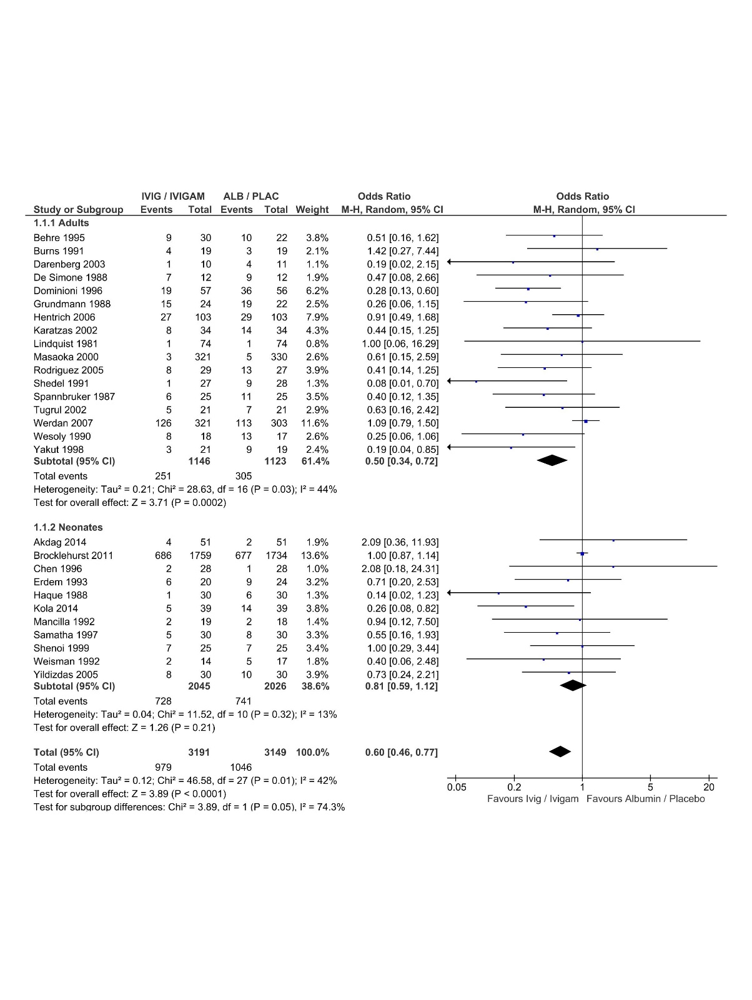 IVIG / IVIGAM ALB / PLAC Odds Ratio Odds Ratio
Study or Subgroup Events Total Events Total Weight M-H, Random, 95% CI M-H, Random, 95% CI
1.1.1 Adults
Behre 1995 9 30 10 22 3.8% 0.51 [0.16, 1.62]
Burns 1991 4 19 3 19 2.1% 1.42 [0.27, 7.44]
Darenberg 2003 1 10 4 11 1.1% 0.19 [0.02, 2.15]
De Simone 1988 7 12 9 12 1.9% 0.47 [0.08, 2.66]
Dominioni 1996 19 57 36 56 6.2% 0.28 [0.13, 0.60]
Grundmann 1988 15 24 19 22 2.5% 0.26 [0.06, 1.15]
Hentrich 2006 27 103 29 103 7.9% 0.91 [0.49, 1.68]
Karatzas 2002 8 34 14 34 4.3% 0.44 [0.15, 1.25]
Lindquist 1981 1 74 1 74 0.8% 1.00 [0.06, 16.29]
Masaoka 2000 3 321 5 330 2.6% 0.61 [0.15, 2.59]
Rodriguez 2005 8 29 13 27 3.9% 0.41 [0.14, 1.25]
Shedel 1991 1 27 9 28 1.3% 0.08 [0.01, 0.70]
Spannbruker 1987 6 25 11 25 3.5% 0.40 [0.12, 1.35]
Tugrul 2002 5 21 7 21 2.9% 0.63 [0.16, 2.42]
Werdan 2007 126 321 113 303 11.6% 1.09 [0.79, 1.50]
Wesoly 1990 8 18 13 17 2.6% 0.25 [0.06, 1.06]
Yakut 1998 3 21 9 19 2.4% 0.19 [0.04, 0.85]
Subtotal (95% CI) 1146 1123 61.4% 0.50 [0.34, 0.72]
Total events 251 305
Heterogeneity: Tau² = 0.21; Chi² = 28.63, df = 16 (P = 0.03); I² = 44%
Test for overall effect: Z = 3.71 (P = 0.0002)
1.1.2 Neonates
Akdag 2014 4 51 2 51 1.9% 2.09 [0.36, 11.93]
Brocklehurst 2011 686 1759 677 1734 13.6% 1.00 [0.87, 1.14]
Chen 1996 2 28 1 28 1.0% 2.08 [0.18, 24.31]
Erdem 1993 6 20 9 24 3.2% 0.71 [0.20, 2.53]
Haque 1988 1 30 6 30 1.3% 0.14 [0.02, 1.23]
Kola 2014 5 39 14 39 3.8% 0.26 [0.08, 0.82]
Mancilla 1992 2 19 2 18 1.4% 0.94 [0.12, 7.50]
Samatha 1997 5 30 8 30 3.3% 0.55 [0.16, 1.93]
Shenoi 1999 7 25 7 25 3.4% 1.00 [0.29, 3.44]
Weisman 1992 2 14 5 17 1.8% 0.40 [0.06, 2.48]
Yildizdas 2005 8 30 10 30 3.9% 0.73 [0.24, 2.21]
Subtotal (95% CI) 2045 2026 38.6% 0.81 [0.59, 1.12]
Total events 728 741
Heterogeneity: Tau² = 0.04; Chi² = 11.52, df = 10 (P = 0.32); I² = 13%
Test for overall effect: Z = 1.26 (P = 0.21)
Total (95% CI) 3191 3149 100.0% 0.60 [0.46, 0.77]
Total events 979 1046
Heterogeneity: Tau² = 0.12; Chi² = 46.58, df = 27 (P = 0.01); I² = 42%
Test for overall effect: Z = 3.89 (P < 0.0001)
Test for subgroup differences: Chi² = 3.89, df = 1 (P = 0.05), I² = 74.3%
0.05 0.2 1 5 20
Favours Ivig / Ivigam Favours Albumin / Placebo